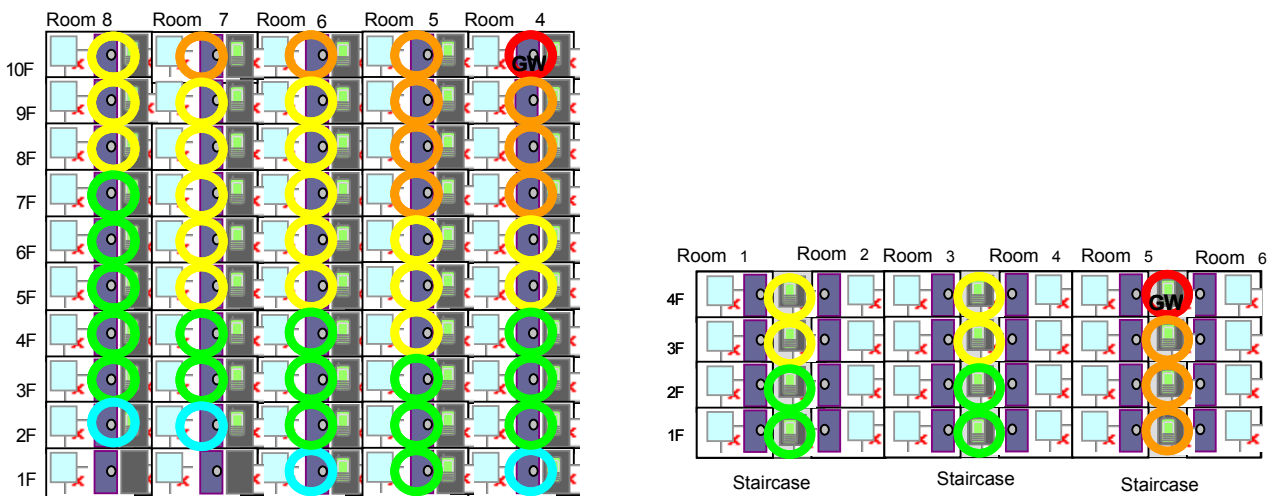 Room 8 Room 7 Room 6 Room 5 Room 4
10F GW
9F
8F
7F
6F
5F
4F
3F
2F
1F
Room 1 Room 2 Room 3 Room 4 Room 5 Room 6
4F GW
3F
2F
1F
Staircase Staircase Staircase